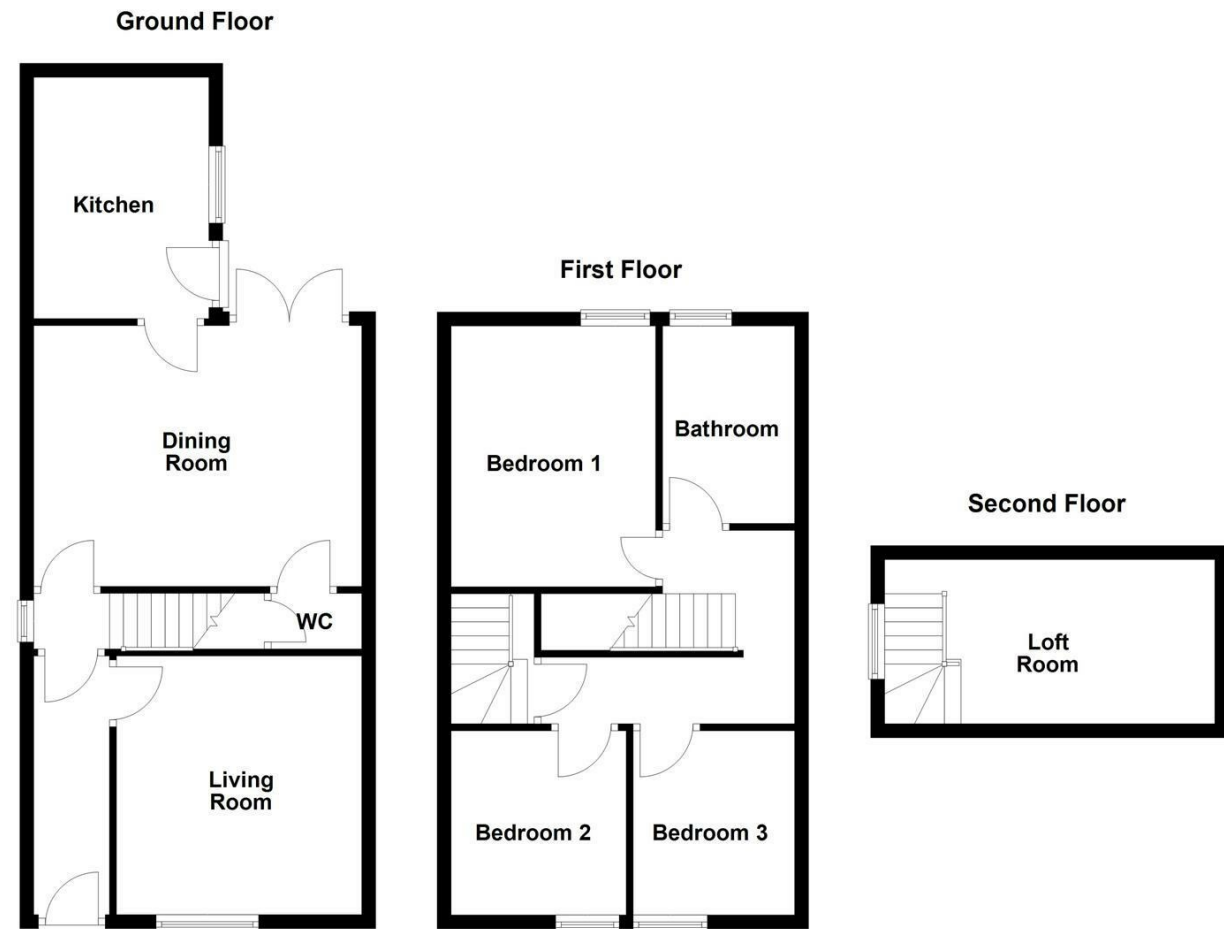 Ground Floor
Kitchen
Dining
Room
WC
Living
Room
First Floor
Bedroom 1
Bathroom
Bedroom 2
Bedroom 3
Second Floor
Loft
Room